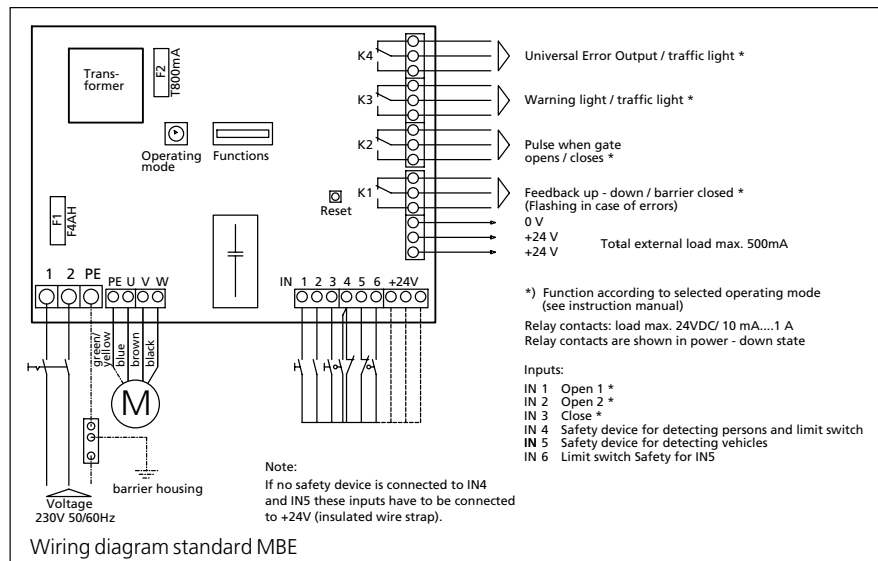 Trans-
former
F2
T800mA
Operating
mode
Functions
F1
F4AH
Reset
K4
Universal Error Output / traffic light *
K3
Warning light / traffic light *
K2
Pulse when gate
opens / closes *
K1
Feedback up - down / barrier closed *
(Flashing in case of errors)
0 V
+24 V
+24 V
Total external load max. 500mA
1 2 PE
PE U V W
IN 1 2 3 4 5 6 +24V
green/
yellow
blue
brown
black
M
barrier housing
Voltage
230V 50/60Hz
*) Function according to selected operating mode
(see instruction manual)
Relay contacts: load max. 24VDC/ 10 mA....1 A
Relay contacts are shown in power - down state
Inputs:
IN 1 Open 1 *
IN 2 Open 2 *
IN 3 Close *
IN 4 Safety device for detecting persons and limit switch
IN 5 Safety device for detecting vehicles
IN 6 Limit switch Safety for IN5
Note:
If no safety device is connected to IN4
and IN5 these inputs have to be connected
to +24V (insulated wire strap).
Wiring diagram standard MBE